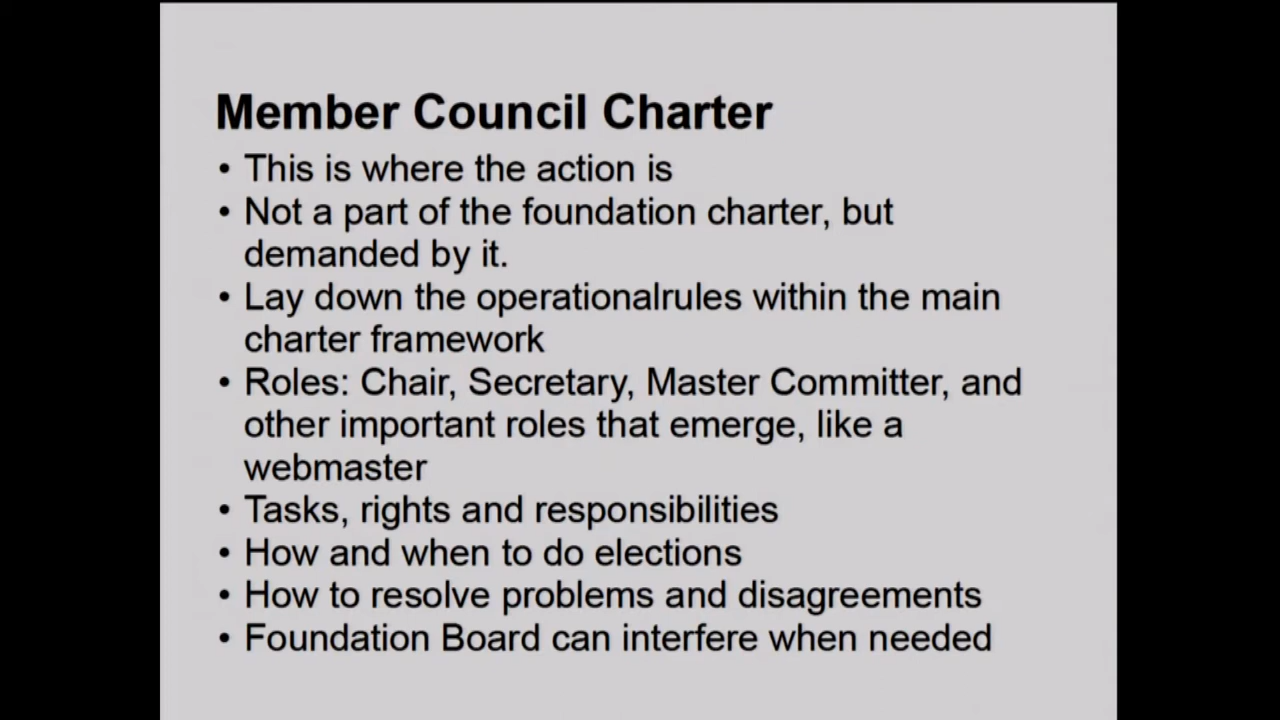 Member Council Charter
• This is where the action is
• Not a part of the foundation charter, but
demanded by it.
• Lay down the operationalrules within the main
charter framework
• Roles: Chair, Secretary, Master Committer, and
other important roles that emerge, like a
webmaster
• Tasks, rights and responsibilities
• How and when to do elections
• How to resolve problems and disagreements
• Foundation Board can interfere when needed